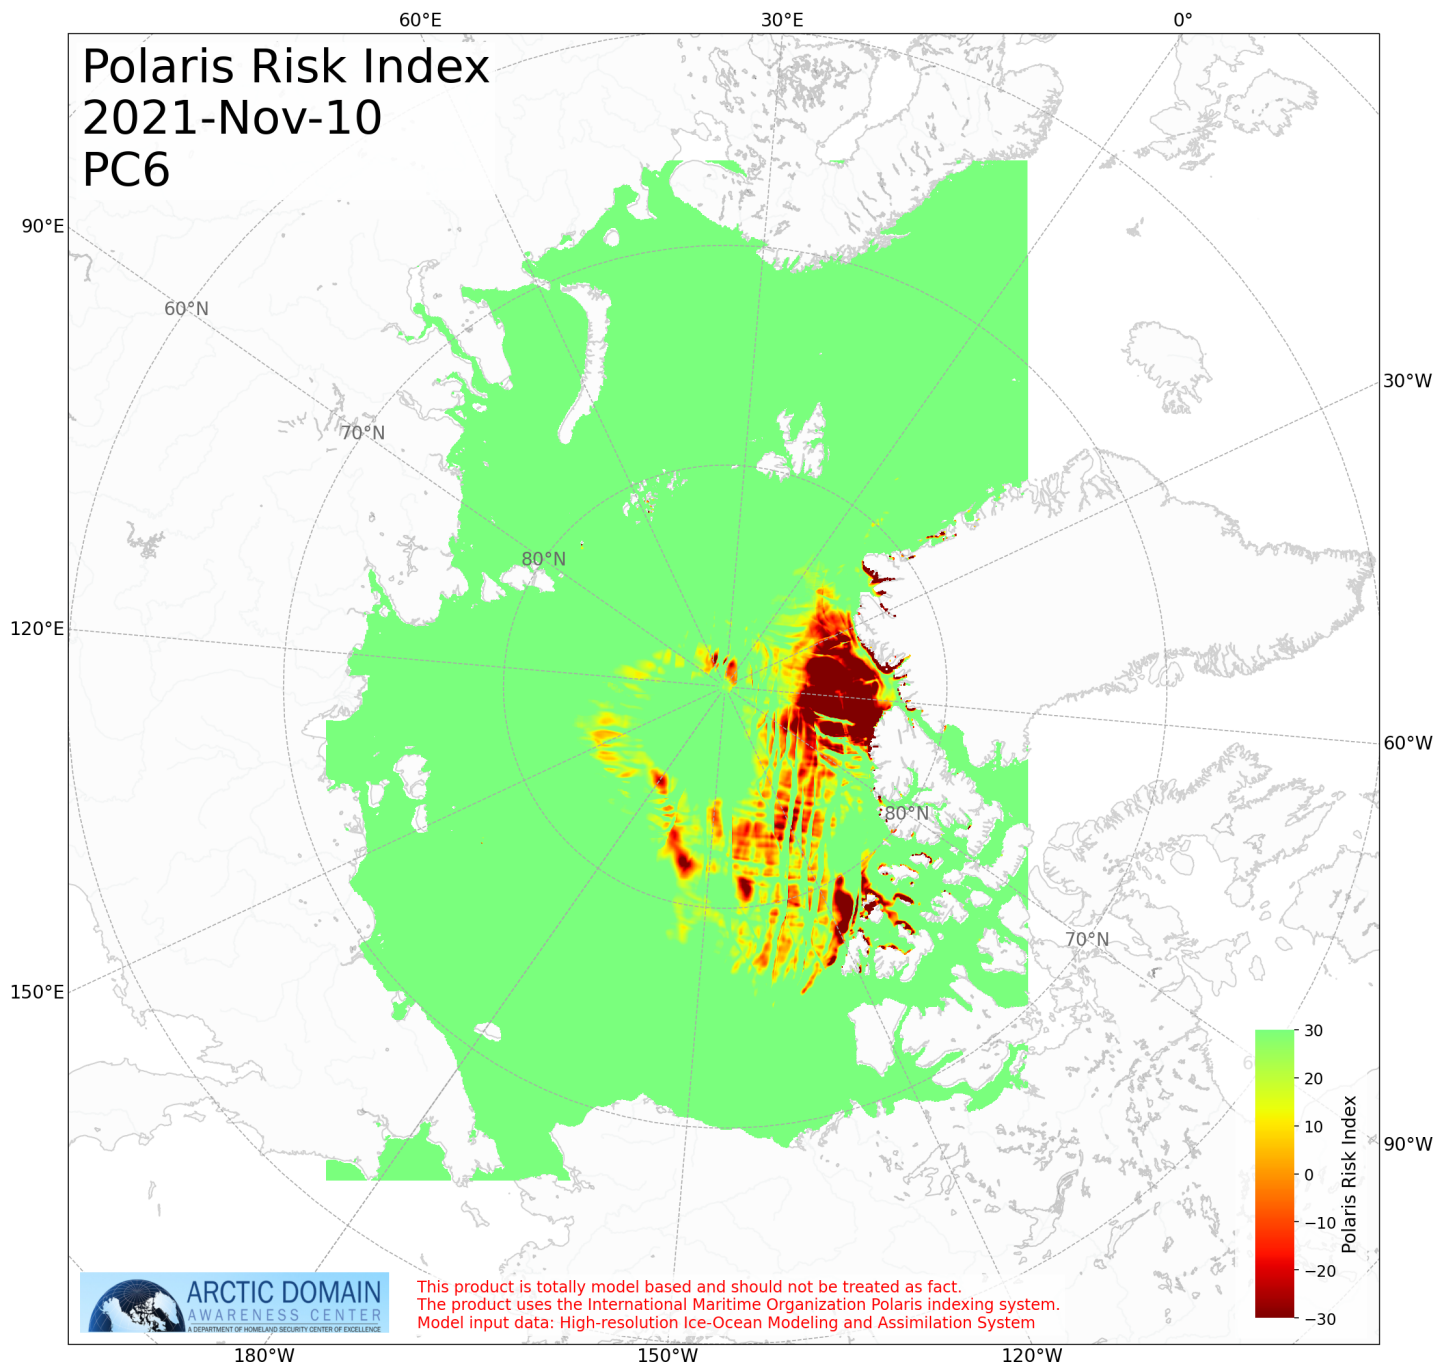 60°E
30°E
0°
Polaris Risk Index
2021-Nov-10
PC6
90°E
60°N
30°W
70°N
80°N
120°E
60°W
80°N
70°N
150°E
30
20
10
0
−10
−20
−30
Polaris Risk Index
90°W
ARCTIC DOMAIN
AWARENESS CENTER
A DEPARTMENT OF HOMELAND SECURITY CENTER OF EXCELLENCE
This product is totally model based and should not be treated as fact.
The product uses the International Maritime Organization Polaris indexing system.
Model input data: High-resolution Ice-Ocean Modeling and Assimilation System
180°W
150°W
120°W